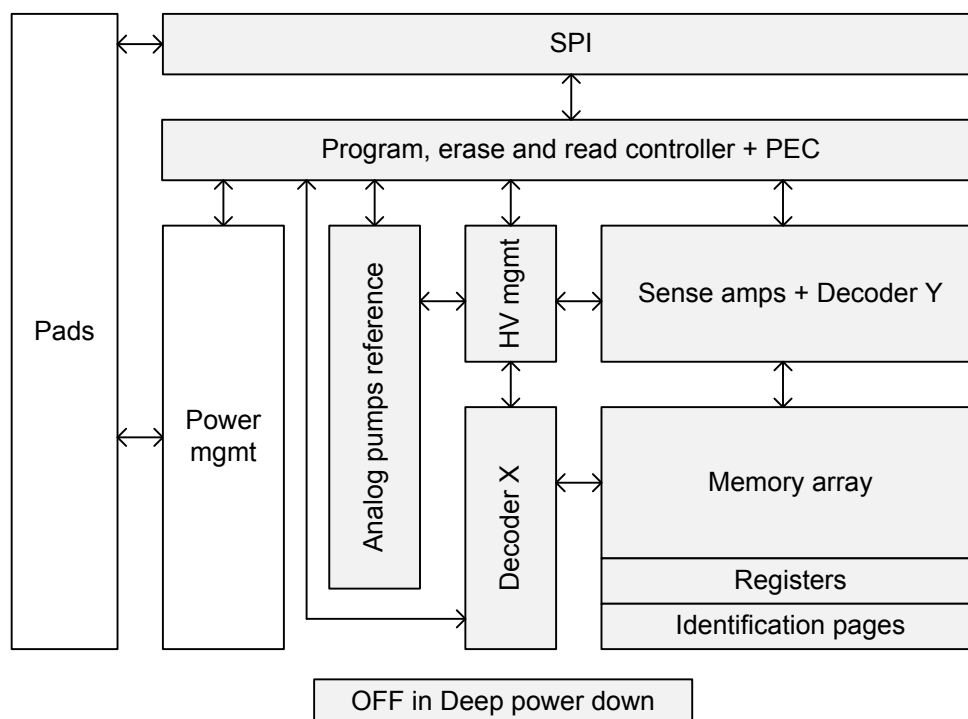 SPI
Program, erase and read controller + PEC
Pads
Power
mgmt
Analog pumps reference
HV mgmt
Sense amps + Decoder Y
Decoder X
Memory array
Registers
Identification pages
OFF in Deep power down